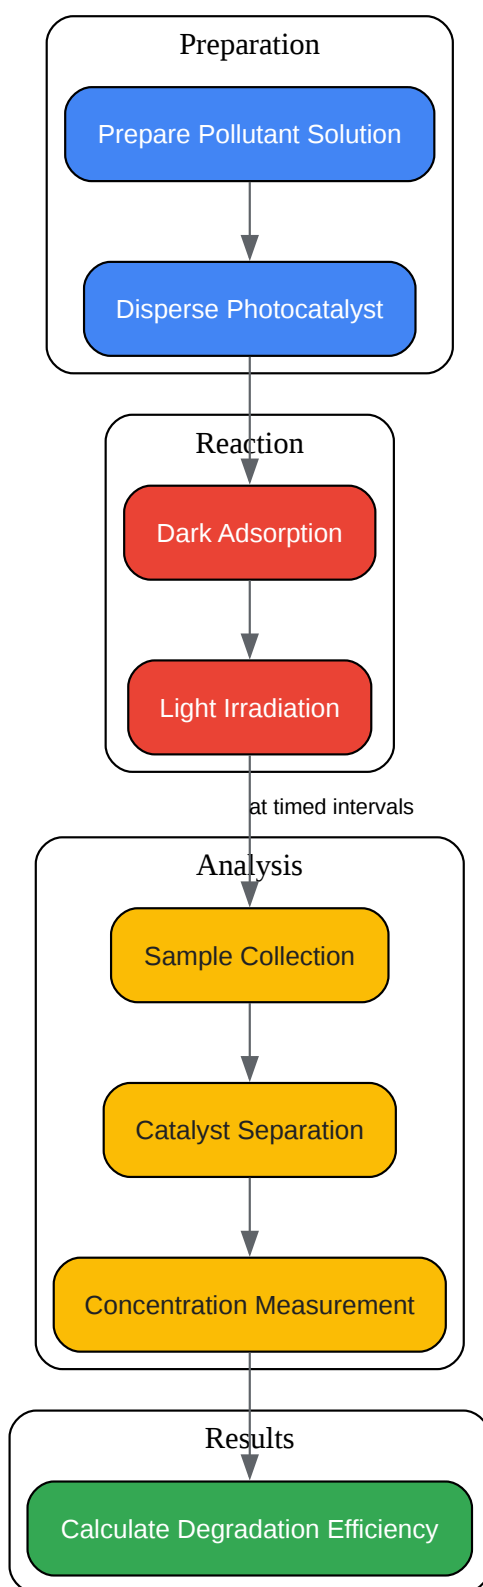 Preparation
Prepare Pollutant Solution
Disperse Photocatalyst
Reaction
Dark Adsorption
Light Irradiation
at timed intervals
Analysis
Sample Collection
Catalyst Separation
Concentration Measurement
Results
Calculate Degradation Efficiency